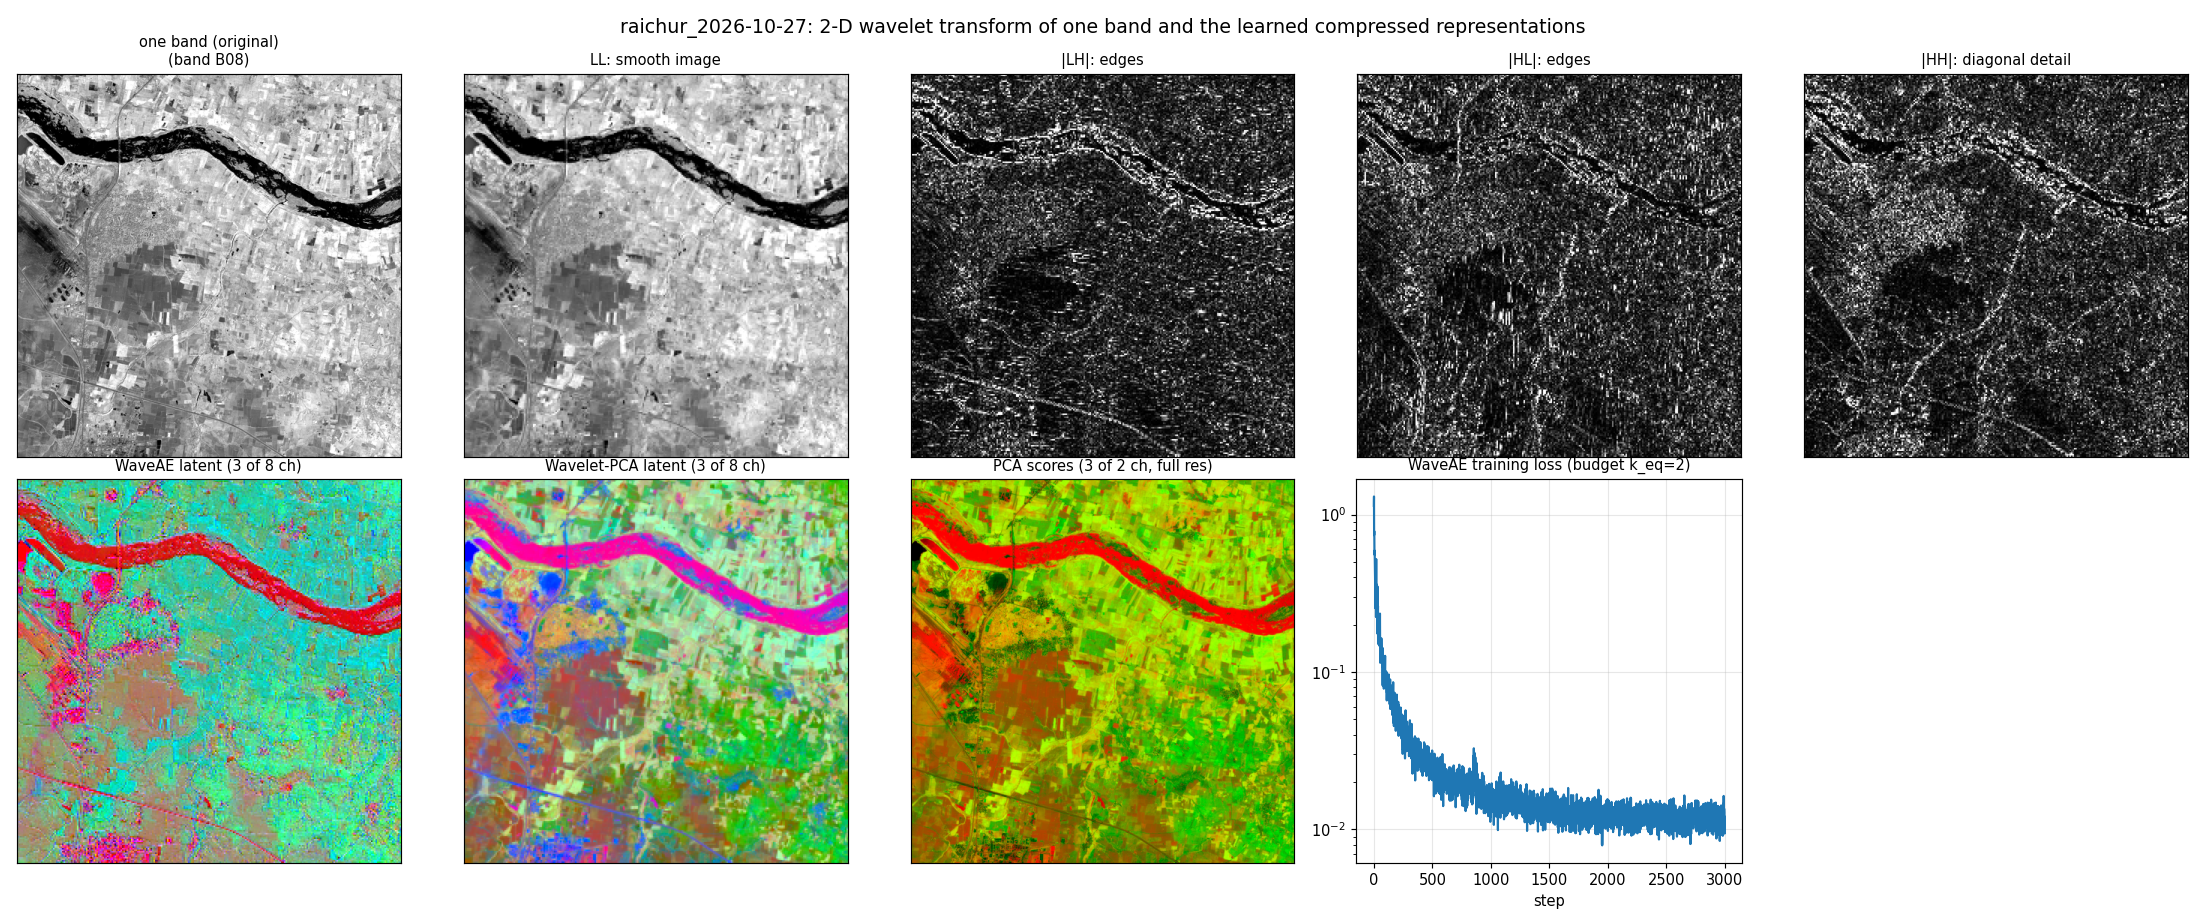 raichur_2026-10-27: 2-D wavelet transform of one band and the learned compressed representations
one band (original)
(band B08)
LL: smooth image
|LH|: edges
|HL|: edges
|HH|: diagonal detail
WaveAE latent (3 of 8 ch)
Wavelet-PCA latent (3 of 8 ch)
PCA scores (3 of 2 ch, full res)
WaveAE training loss (budget k_eq=2)
10⁰
10⁻¹
10⁻²
0 500 1000 1500 2000 2500 3000
step